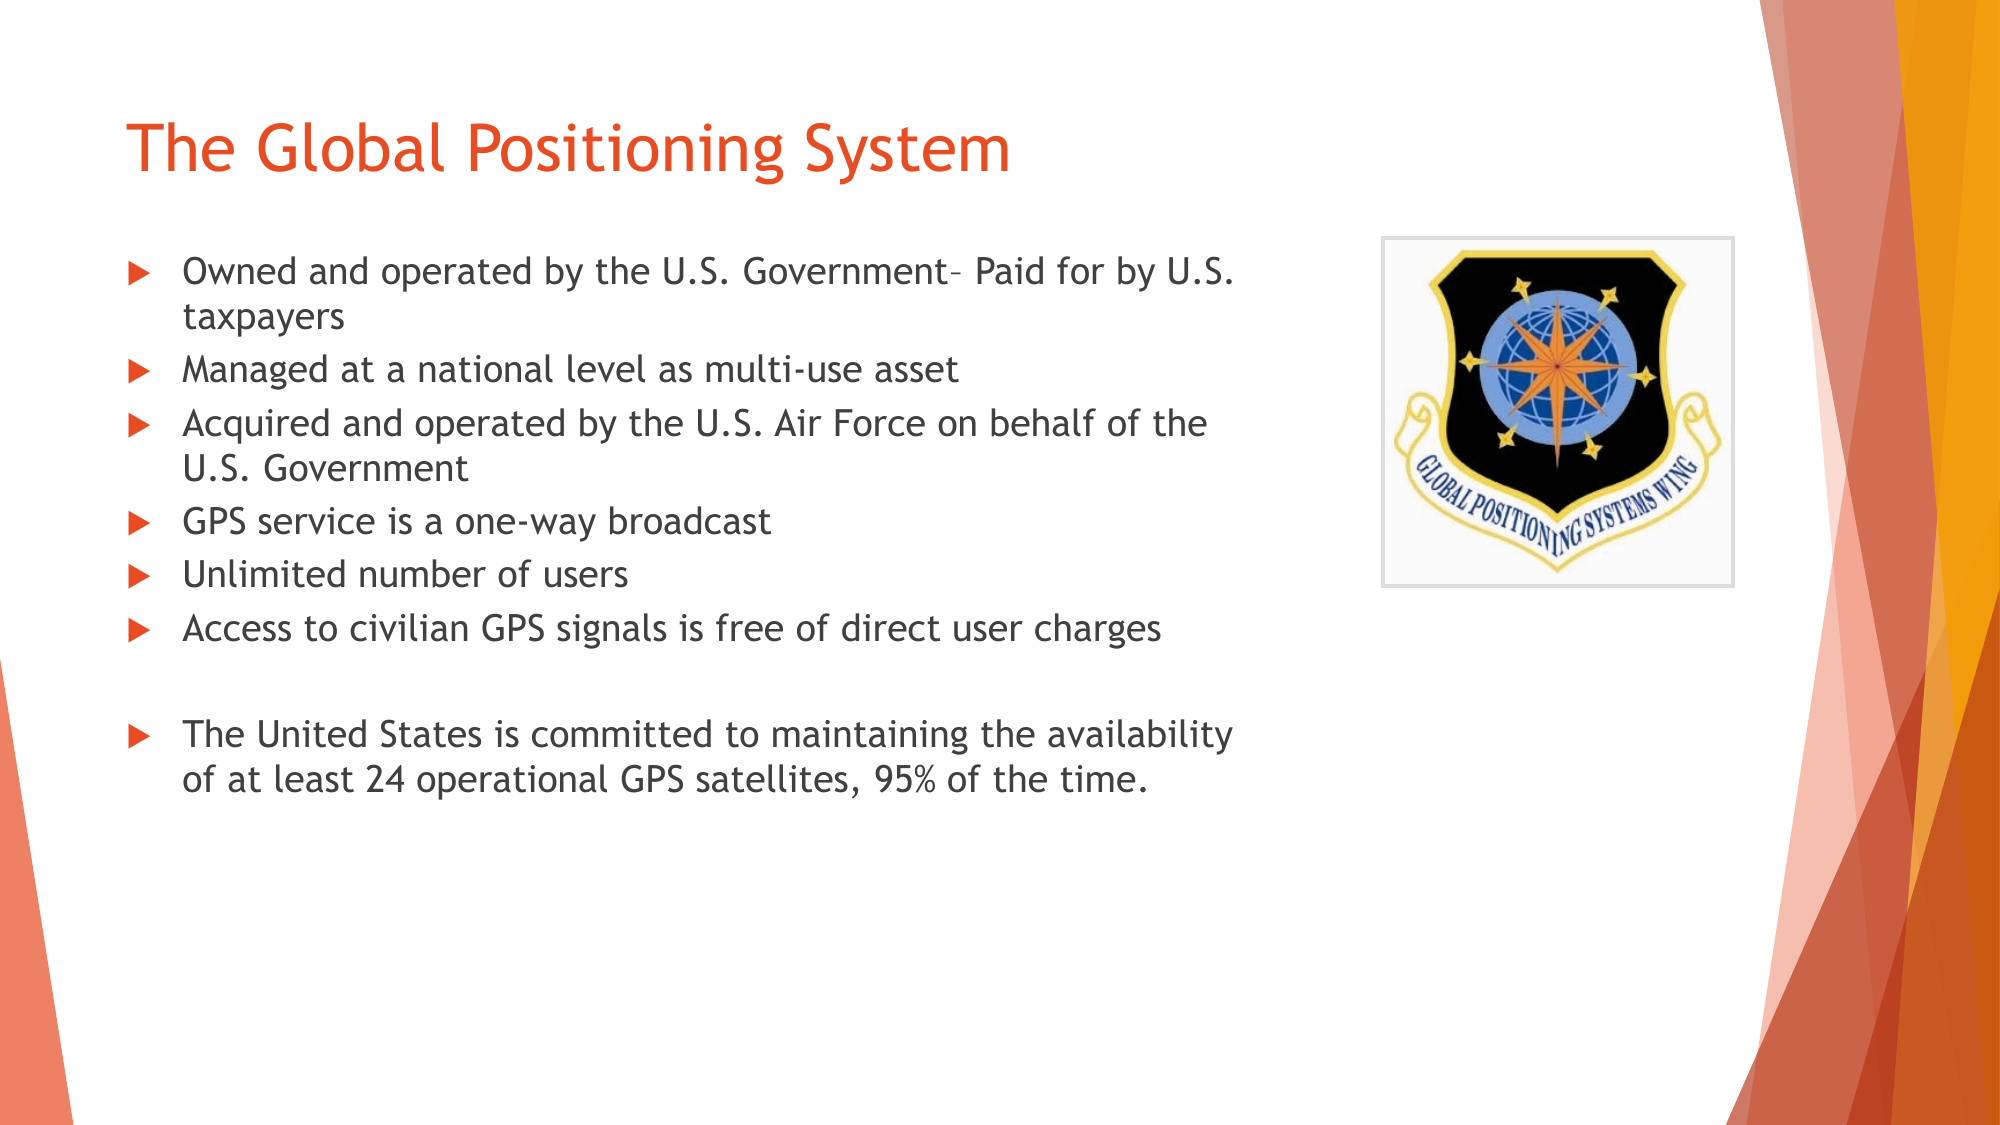 The Global Positioning System
Owned and operated by the U.S. Government– Paid for by U.S.
taxpayers
Managed at a national level as multi-use asset
Acquired and operated by the U.S. Air Force on behalf of the
U.S. Government
GPS service is a one-way broadcast
Unlimited number of users
Access to civilian GPS signals is free of direct user charges
The United States is committed to maintaining the availability
of at least 24 operational GPS satellites, 95% of the time.
GLOBAL POSITIONING SYSTEMS WING